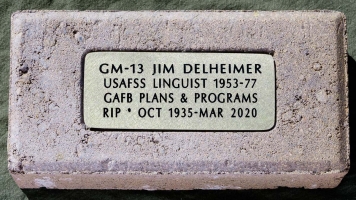 GM-13 JIM DELHEIMER
USAFSS LINGUIST 1953-77
GAFB PLANS & PROGRAMS
RIP * OCT 1935-MAR 2020